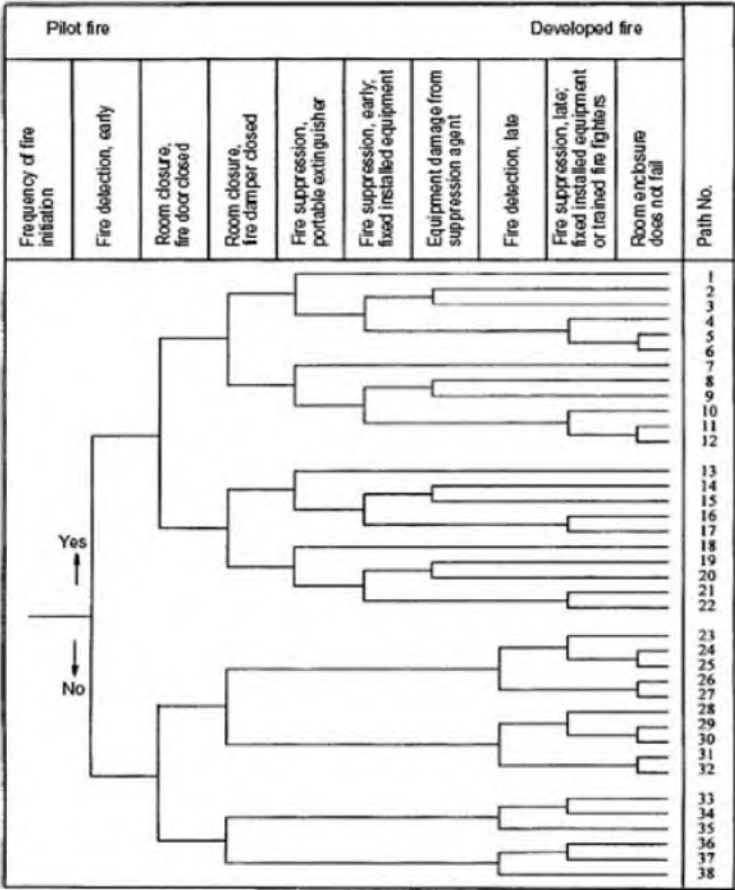 Pilot fire
Developed fire
Frequency of fire
initiation
Fire detection, early
Room closure,
fire door closed
Room closure,
fire damper closed
Fire suppression,
portable extinguisher
Fire suppression, early;
fixed installed equipment
Equipment damage from
suppression agent
Fire detection, late
Fire suppression, late;
fixed installed equipment
or trained fire fighters
Room enclosure
does not fail
Path No.
1
2
3
4
5
6
7
8
9
10
11
12
13
14
15
16
17
18
19
20
21
22
Yes
No
23
24
25
26
27
28
29
30
31
32
33
34
35
36
37
38